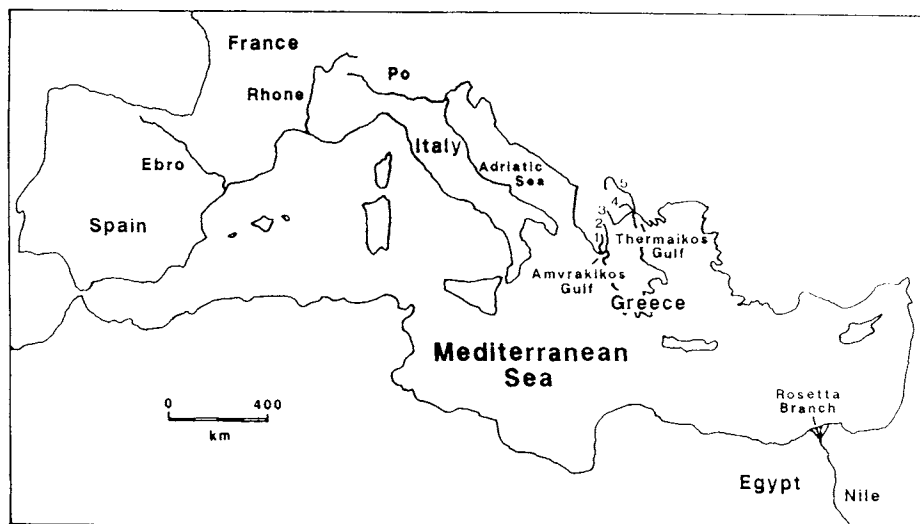 France
Po
Rhone
Italy
Ebro
Adriatic
Sea
Spain
5
4
3
2
1
Thermaikos
Gulf
Amvrakikos
Gulf
Greece
Mediterranean
Sea
0 400
km
Rosetta
Branch
Egypt
Nile